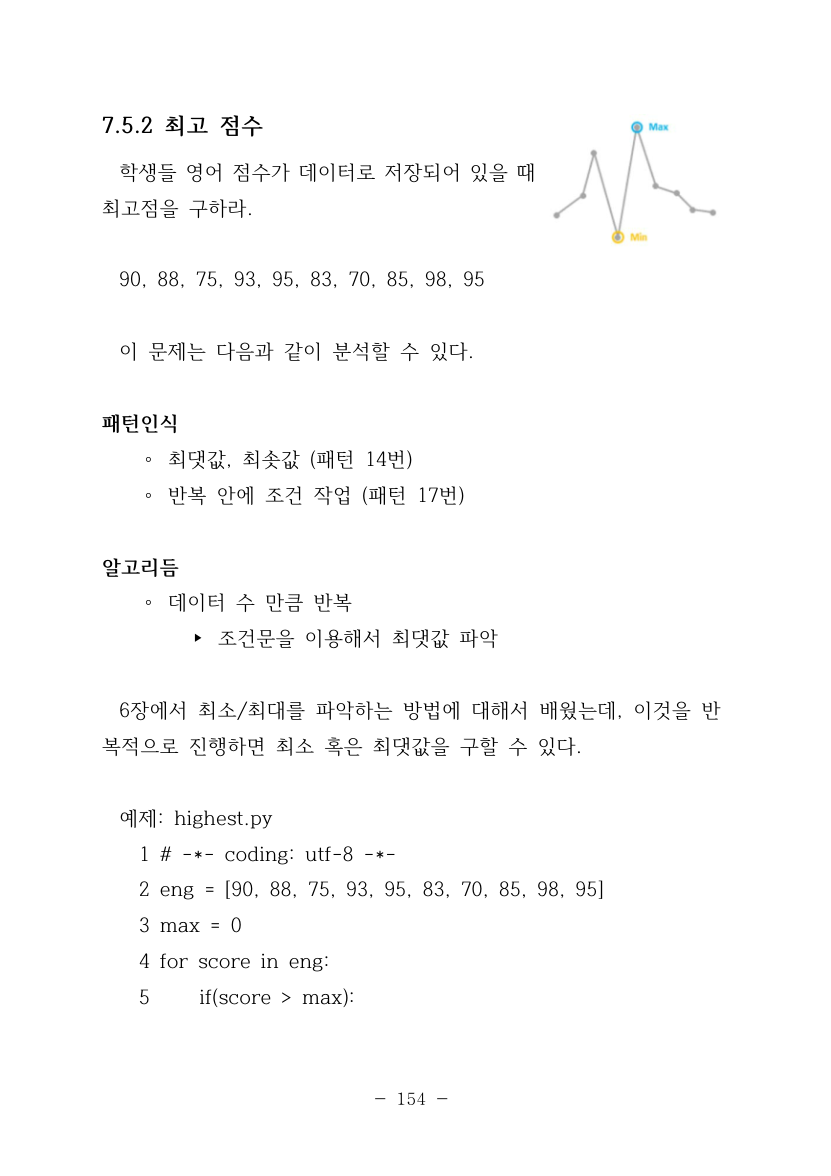 7.5.2 최고 점수
Max
학생들 영어 점수가 데이터로 저장되어 있을 때
최고점을 구하라.
Min
90, 88, 75, 93, 95, 83, 70, 85, 98, 95
이 문제는 다음과 같이 분석할 수 있다.
패턴인식
◦ 최댓값, 최솟값 (패턴 14번)
◦ 반복 안에 조건 작업 (패턴 17번)
알고리듬
◦ 데이터 수 만큼 반복
▸ 조건문을 이용해서 최댓값 파악
6장에서 최소/최대를 파악하는 방법에 대해서 배웠는데, 이것을 반
복적으로 진행하면 최소 혹은 최댓값을 구할 수 있다.
예제: highest.py
1 # -*- coding: utf-8 -*-
2 eng = [90, 88, 75, 93, 95, 83, 70, 85, 98, 95]
3 max = 0
4 for score in eng:
5     if(score > max):
- 154 -